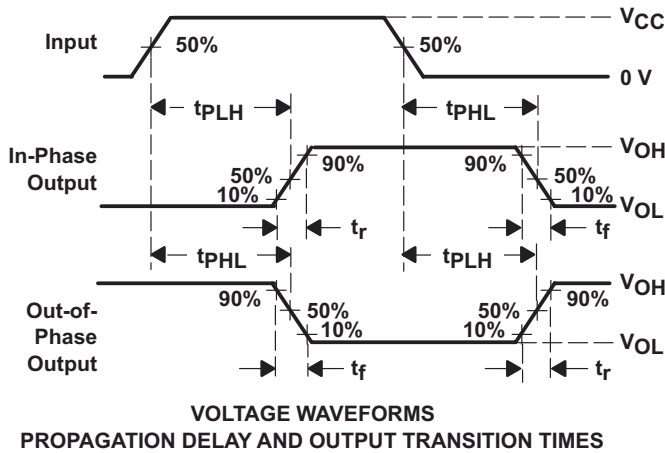 Input
50%
50%
VCC
0 V
tPLH
tPHL
In-Phase
Output
50%
10%
90%
90%
50%
10%
VOH
VOL
tr
tf
tPHL
tPLH
Out-of-
Phase
Output
90%
50%
10%
50%
10%
90%
VOH
VOL
tf
tr
VOLTAGE WAVEFORMS
PROPAGATION DELAY AND OUTPUT TRANSITION TIMES